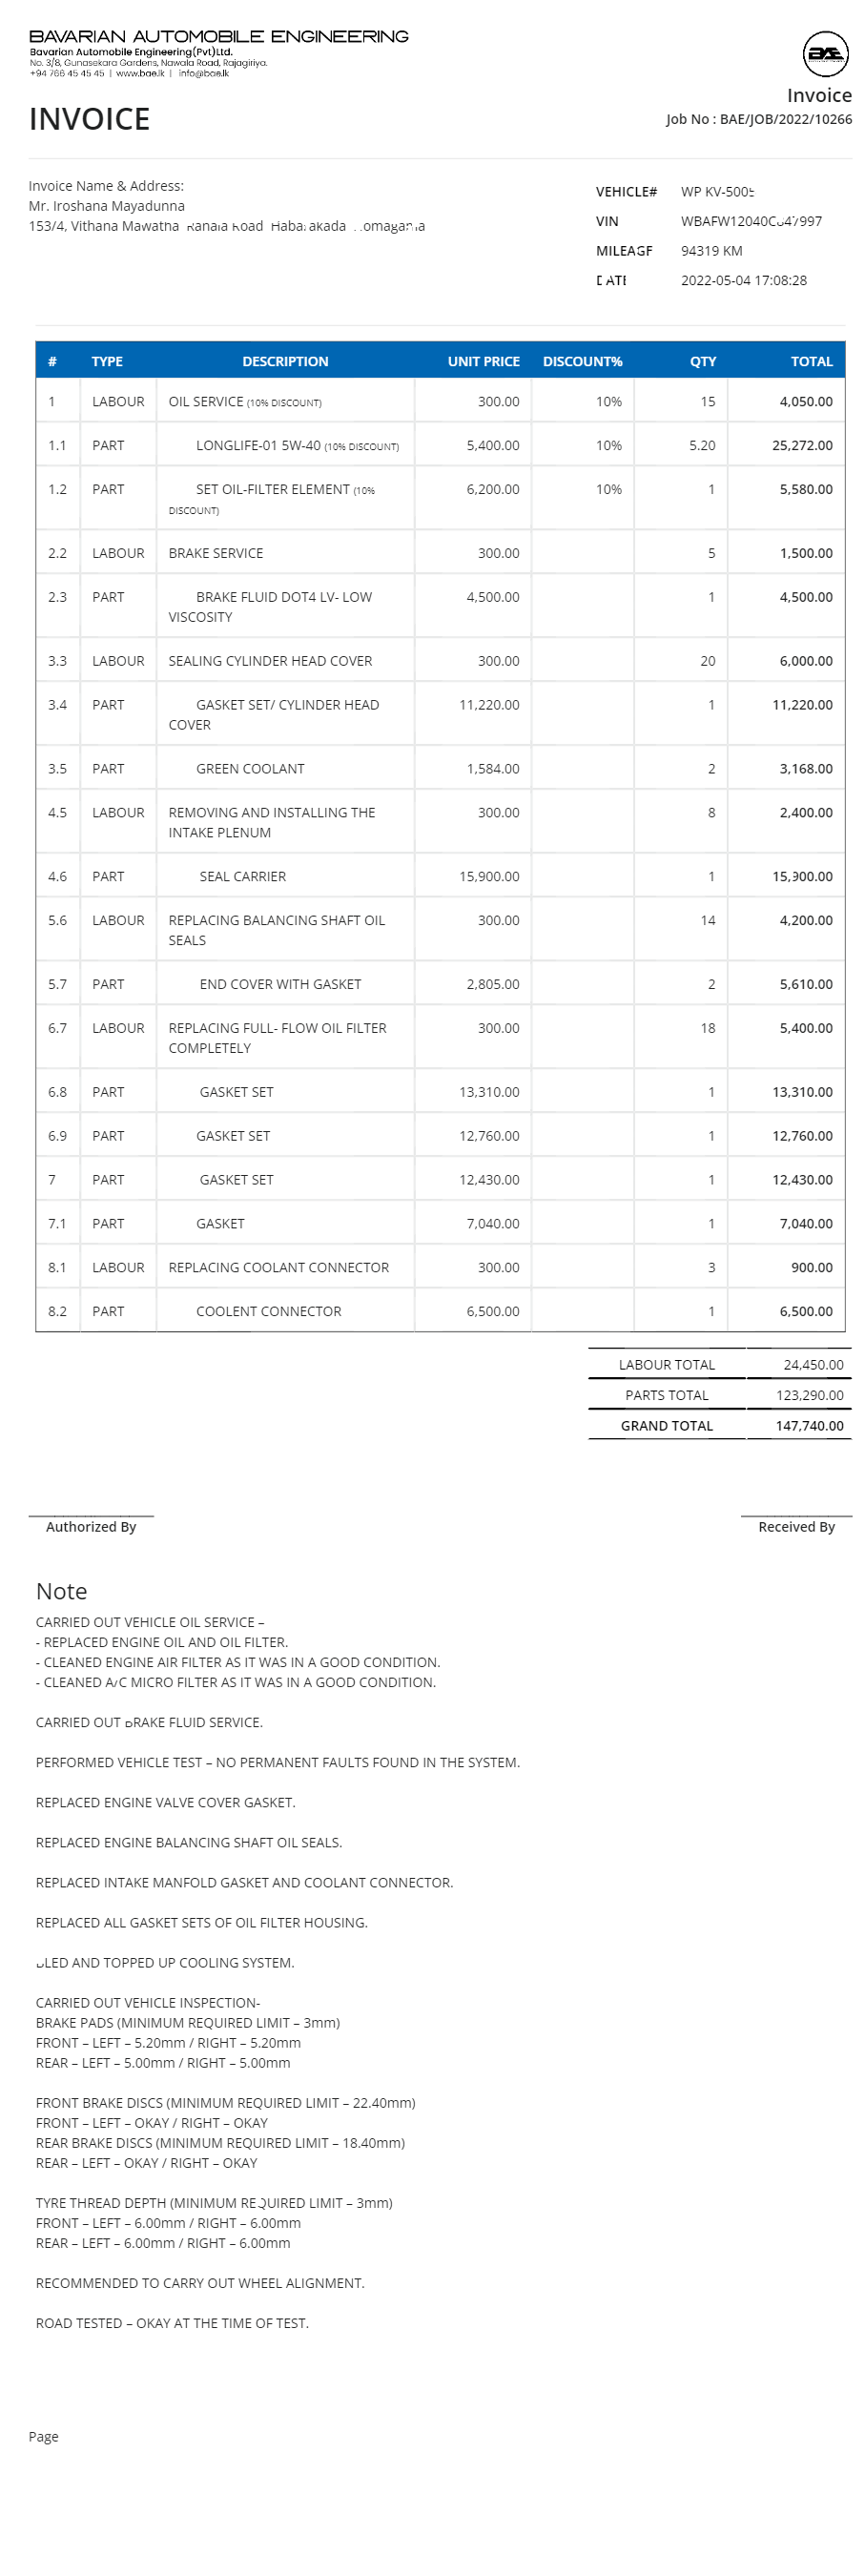 BAVARIAN AUTOMOBILE ENGINEERING
Bavarian Automobile Engineering(Pvt)Ltd.
No. 3/8, Gunasekara Gardens, Nawala Road, Rajagiriya.
+94 766 45 45 45 | www.bae.lk | info@bae.lk
Invoice
INVOICE
Job No : BAE/JOB/2022/10266
Invoice Name & Address:
Mr. Iroshana Mayadunna
153/4, Vithana Mawatha Ranala Road
VEHICLE# WP KV-5005
VIN
MILEAGE 94319 KM
DATE 2022-05-04 17:08:28
# TYPE DESCRIPTION UNIT PRICE DISCOUNT% QTY TOTAL
1 LABOUR OIL SERVICE (10% DISCOUNT) 300.00 10% 15 4,050.00
1.1 PART LONGLIFE-01 5W-40 (10% DISCOUNT) 5,400.00 10% 5.20 25,272.00
1.2 PART SET OIL-FILTER ELEMENT (10% 6,200.00 10% 1 5,580.00
DISCOUNT)
2.2 LABOUR BRAKE SERVICE 300.00 5 1,500.00
2.3 PART BRAKE FLUID DOT4 LV- LOW 4,500.00 1 4,500.00
VISCOSITY
3.3 LABOUR SEALING CYLINDER HEAD COVER 300.00 20 6,000.00
3.4 PART GASKET SET/ CYLINDER HEAD 11,220.00 1 11,220.00
COVER
3.5 PART GREEN COOLANT 1,584.00 2 3,168.00
4.5 LABOUR REMOVING AND INSTALLING THE 300.00 8 2,400.00
INTAKE PLENUM
4.6 PART SEAL CARRIER 15,900.00 1 15,900.00
5.6 LABOUR REPLACING BALANCING SHAFT OIL 300.00 14 4,200.00
SEALS
5.7 PART END COVER WITH GASKET 2,805.00 2 5,610.00
6.7 LABOUR REPLACING FULL- FLOW OIL FILTER 300.00 18 5,400.00
COMPLETELY
6.8 PART GASKET SET 13,310.00 1 13,310.00
6.9 PART GASKET SET 12,760.00 1 12,760.00
7 PART GASKET SET 12,430.00 1 12,430.00
7.1 PART GASKET 7,040.00 1 7,040.00
8.1 LABOUR REPLACING COOLANT CONNECTOR 300.00 3 900.00
8.2 PART COOLENT CONNECTOR 6,500.00 1 6,500.00
LABOUR TOTAL 24,450.00
PARTS TOTAL 123,290.00
GRAND TOTAL 147,740.00
Authorized By
Received By
Note
CARRIED OUT VEHICLE OIL SERVICE –
- REPLACED ENGINE OIL AND OIL FILTER.
- CLEANED ENGINE AIR FILTER AS IT WAS IN A GOOD CONDITION.
- CLEANED A/C MICRO FILTER AS IT WAS IN A GOOD CONDITION.
CARRIED OUT BRAKE FLUID SERVICE.
PERFORMED VEHICLE TEST – NO PERMANENT FAULTS FOUND IN THE SYSTEM.
REPLACED ENGINE VALVE COVER GASKET.
REPLACED ENGINE BALANCING SHAFT OIL SEALS.
REPLACED INTAKE MANFOLD GASKET AND COOLANT CONNECTOR.
REPLACED ALL GASKET SETS OF OIL FILTER HOUSING.
BLED AND TOPPED UP COOLING SYSTEM.
CARRIED OUT VEHICLE INSPECTION-
BRAKE PADS (MINIMUM REQUIRED LIMIT – 3mm)
FRONT – LEFT – 5.20mm / RIGHT – 5.20mm
REAR – LEFT – 5.00mm / RIGHT – 5.00mm
FRONT BRAKE DISCS (MINIMUM REQUIRED LIMIT – 22.40mm)
FRONT – LEFT – OKAY / RIGHT – OKAY
REAR BRAKE DISCS (MINIMUM REQUIRED LIMIT – 18.40mm)
REAR – LEFT – OKAY / RIGHT – OKAY
TYRE THREAD DEPTH (MINIMUM REQUIRED LIMIT – 3mm)
FRONT – LEFT – 6.00mm / RIGHT – 6.00mm
REAR – LEFT – 6.00mm / RIGHT – 6.00mm
RECOMMENDED TO CARRY OUT WHEEL ALIGNMENT.
ROAD TESTED – OKAY AT THE TIME OF TEST.
Page